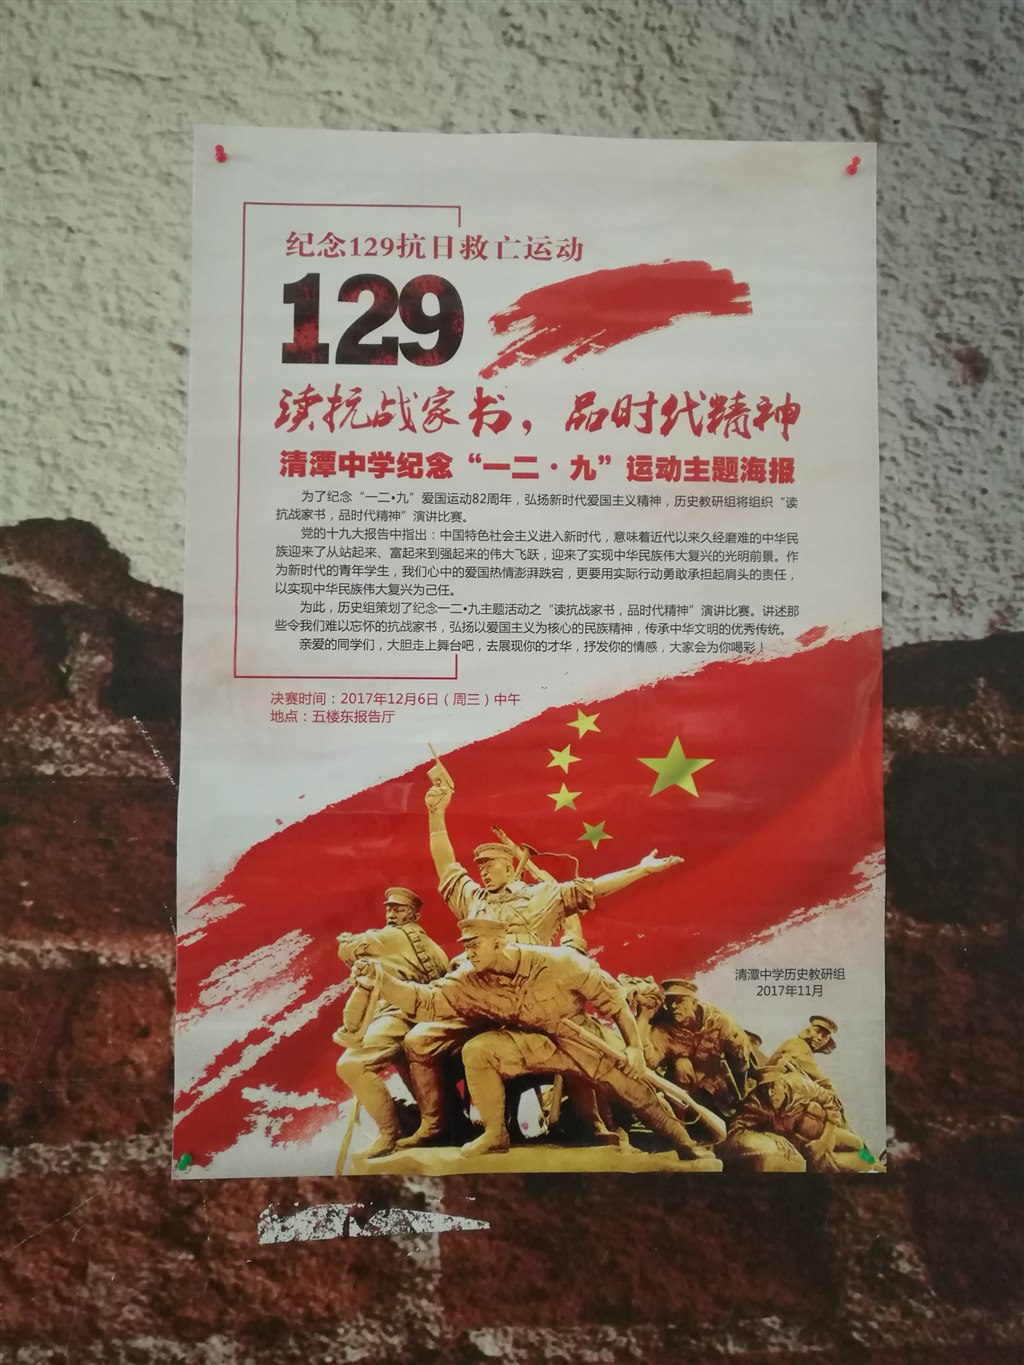 纪念129抗日救亡运动
129
读抗战家书，品时代精神
清潭中学纪念“一二·九”运动主题海报
为了纪念“一二•九”爱国运动82周年，弘扬新时代爱国主义精神，历史教研组将组织“读
抗战家书，品时代精神”演讲比赛。
党的十九大报告中指出：中国特色社会主义进入新时代，意味着近代以来久经磨难的中华民
族迎来了从站起来、富起来到强起来的伟大飞跃，迎来了实现中华民族伟大复兴的光明前景。作
为新时代的青年学生，我们心中的爱国热情澎湃跌宕，更要用实际行动勇敢承担起肩头的责任，
以实现中华民族伟大复兴为己任。
为此，历史组策划了纪念一二•九主题活动之“读抗战家书，品时代精神”演讲比赛。讲述那
些令我们难以忘怀的抗战家书，弘扬以爱国主义为核心的民族精神，传承中华文明的优秀传统。
亲爱的同学们，大胆走上舞台吧，去展现你的才华，抒发你的情感，大家会为你喝彩！
决赛时间：2017年12月6日（周三）中午
地点：五楼东报告厅
清潭中学历史教研组
2017年11月